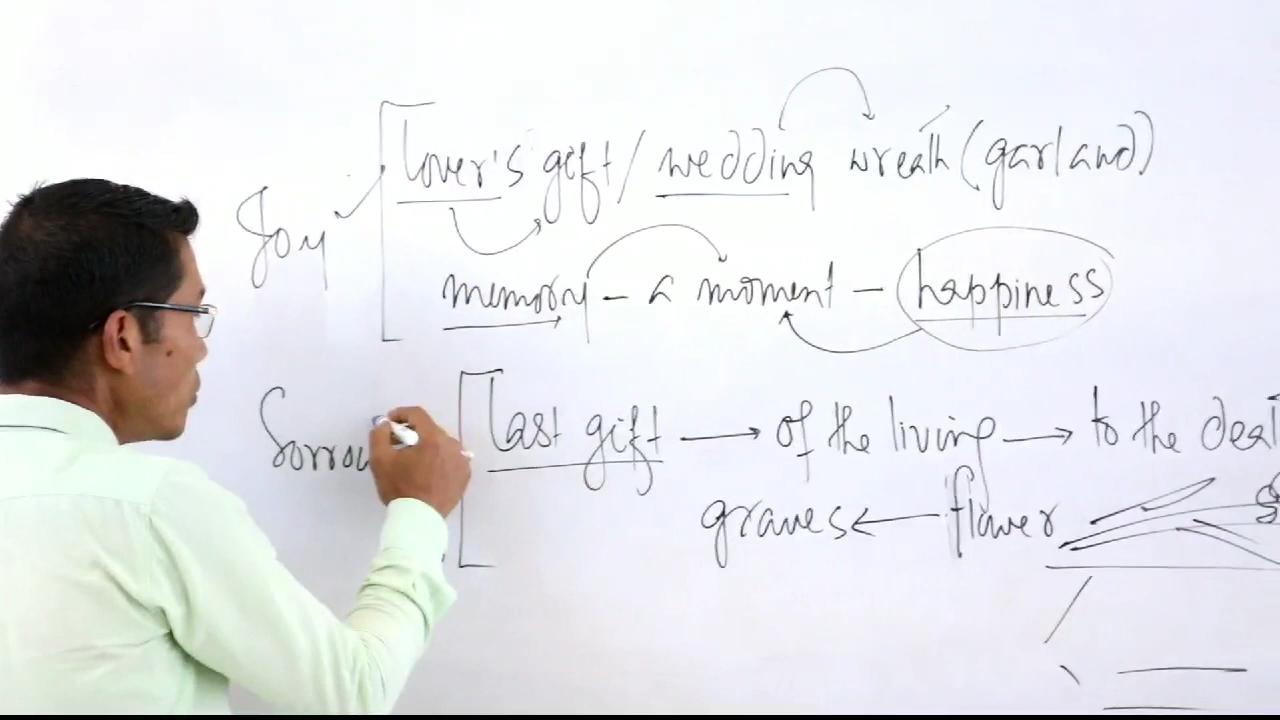 lover's gift / wedding wreath (garland)
Joy
memory - a moment - happiness
Sorrow
last gift → of the living → to the dea
graves ← flower